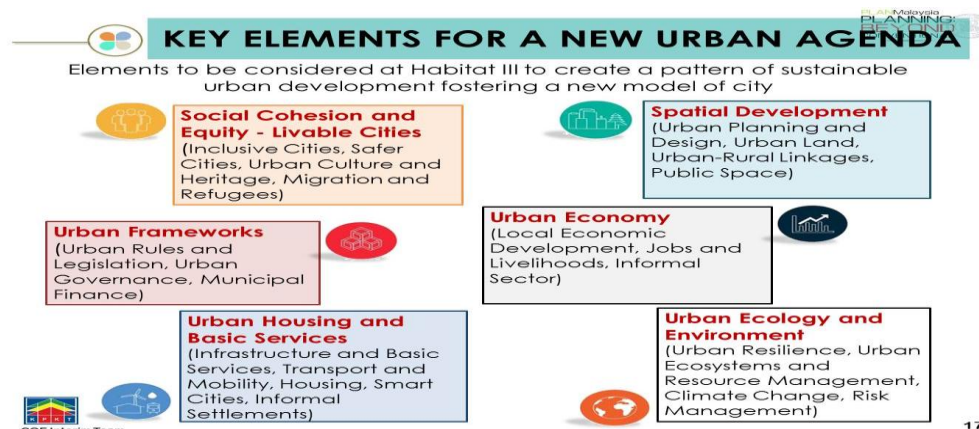 PLANMalaysia
PLANNING:
BEYOND
KEY ELEMENTS FOR A NEW URBAN AGENDA
Elements to be considered at Habitat III to create a pattern of sustainable
urban development fostering a new model of city
Social Cohesion and
Equity - Livable Cities
(Inclusive Cities, Safer
Cities, Urban Culture and
Heritage, Migration and
Refugees)
Spatial Development
(Urban Planning and
Design, Urban Land,
Urban-Rural Linkages,
Public Space)
Urban Frameworks
(Urban Rules and
Legislation, Urban
Governance, Municipal
Finance)
Urban Economy
(Local Economic
Development, Jobs and
Livelihoods, Informal
Sector)
Urban Housing and
Basic Services
(Infrastructure and Basic
Services, Transport and
Mobility, Housing, Smart
Cities, Informal
Settlements)
Urban Ecology and
Environment
(Urban Resilience, Urban
Ecosystems and
Resource Management,
Climate Change, Risk
Management)
KPKT